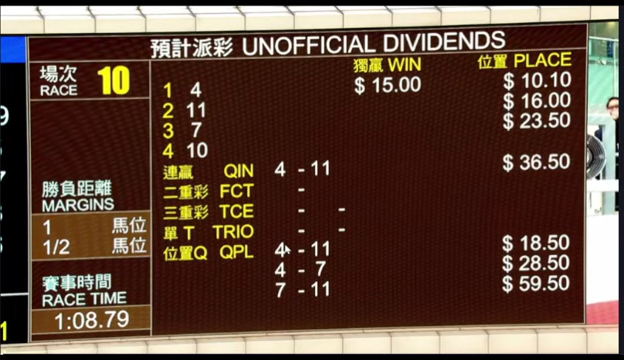 預計派彩 UNOFFICIAL DIVIDENDS
場次 RACE 10
獨贏 WIN 位置 PLACE
1 4 $ 15.00 $ 10.10
2 11 $ 16.00
3 7 $ 23.50
4 10
連贏 QIN 4 - 11 $ 36.50
二重彩 FCT -
三重彩 TCE - -
單T TRIO - -
位置Q QPL 4 - 11 $ 18.50
4 - 7 $ 28.50
7 - 11 $ 59.50
勝負距離
MARGINS
1 馬位
1/2 馬位
賽事時間
RACE TIME
1:08.79